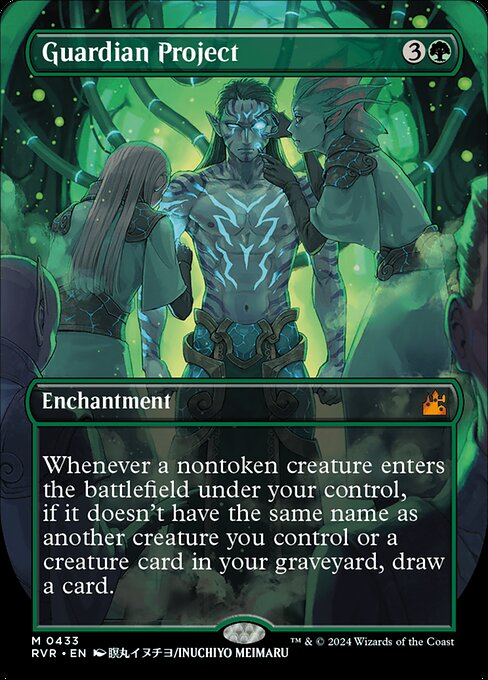 Guardian Project 3
Enchantment
Whenever a nontoken creature enters
the battlefield under your control,
if it doesn't have the same name as
another creature you control or a
creature card in your graveyard, draw
a card.
M 0433
RVR • EN 瞑丸イヌチヨ/INUCHIYO MEIMARU
™ & © 2024 Wizards of the Coast